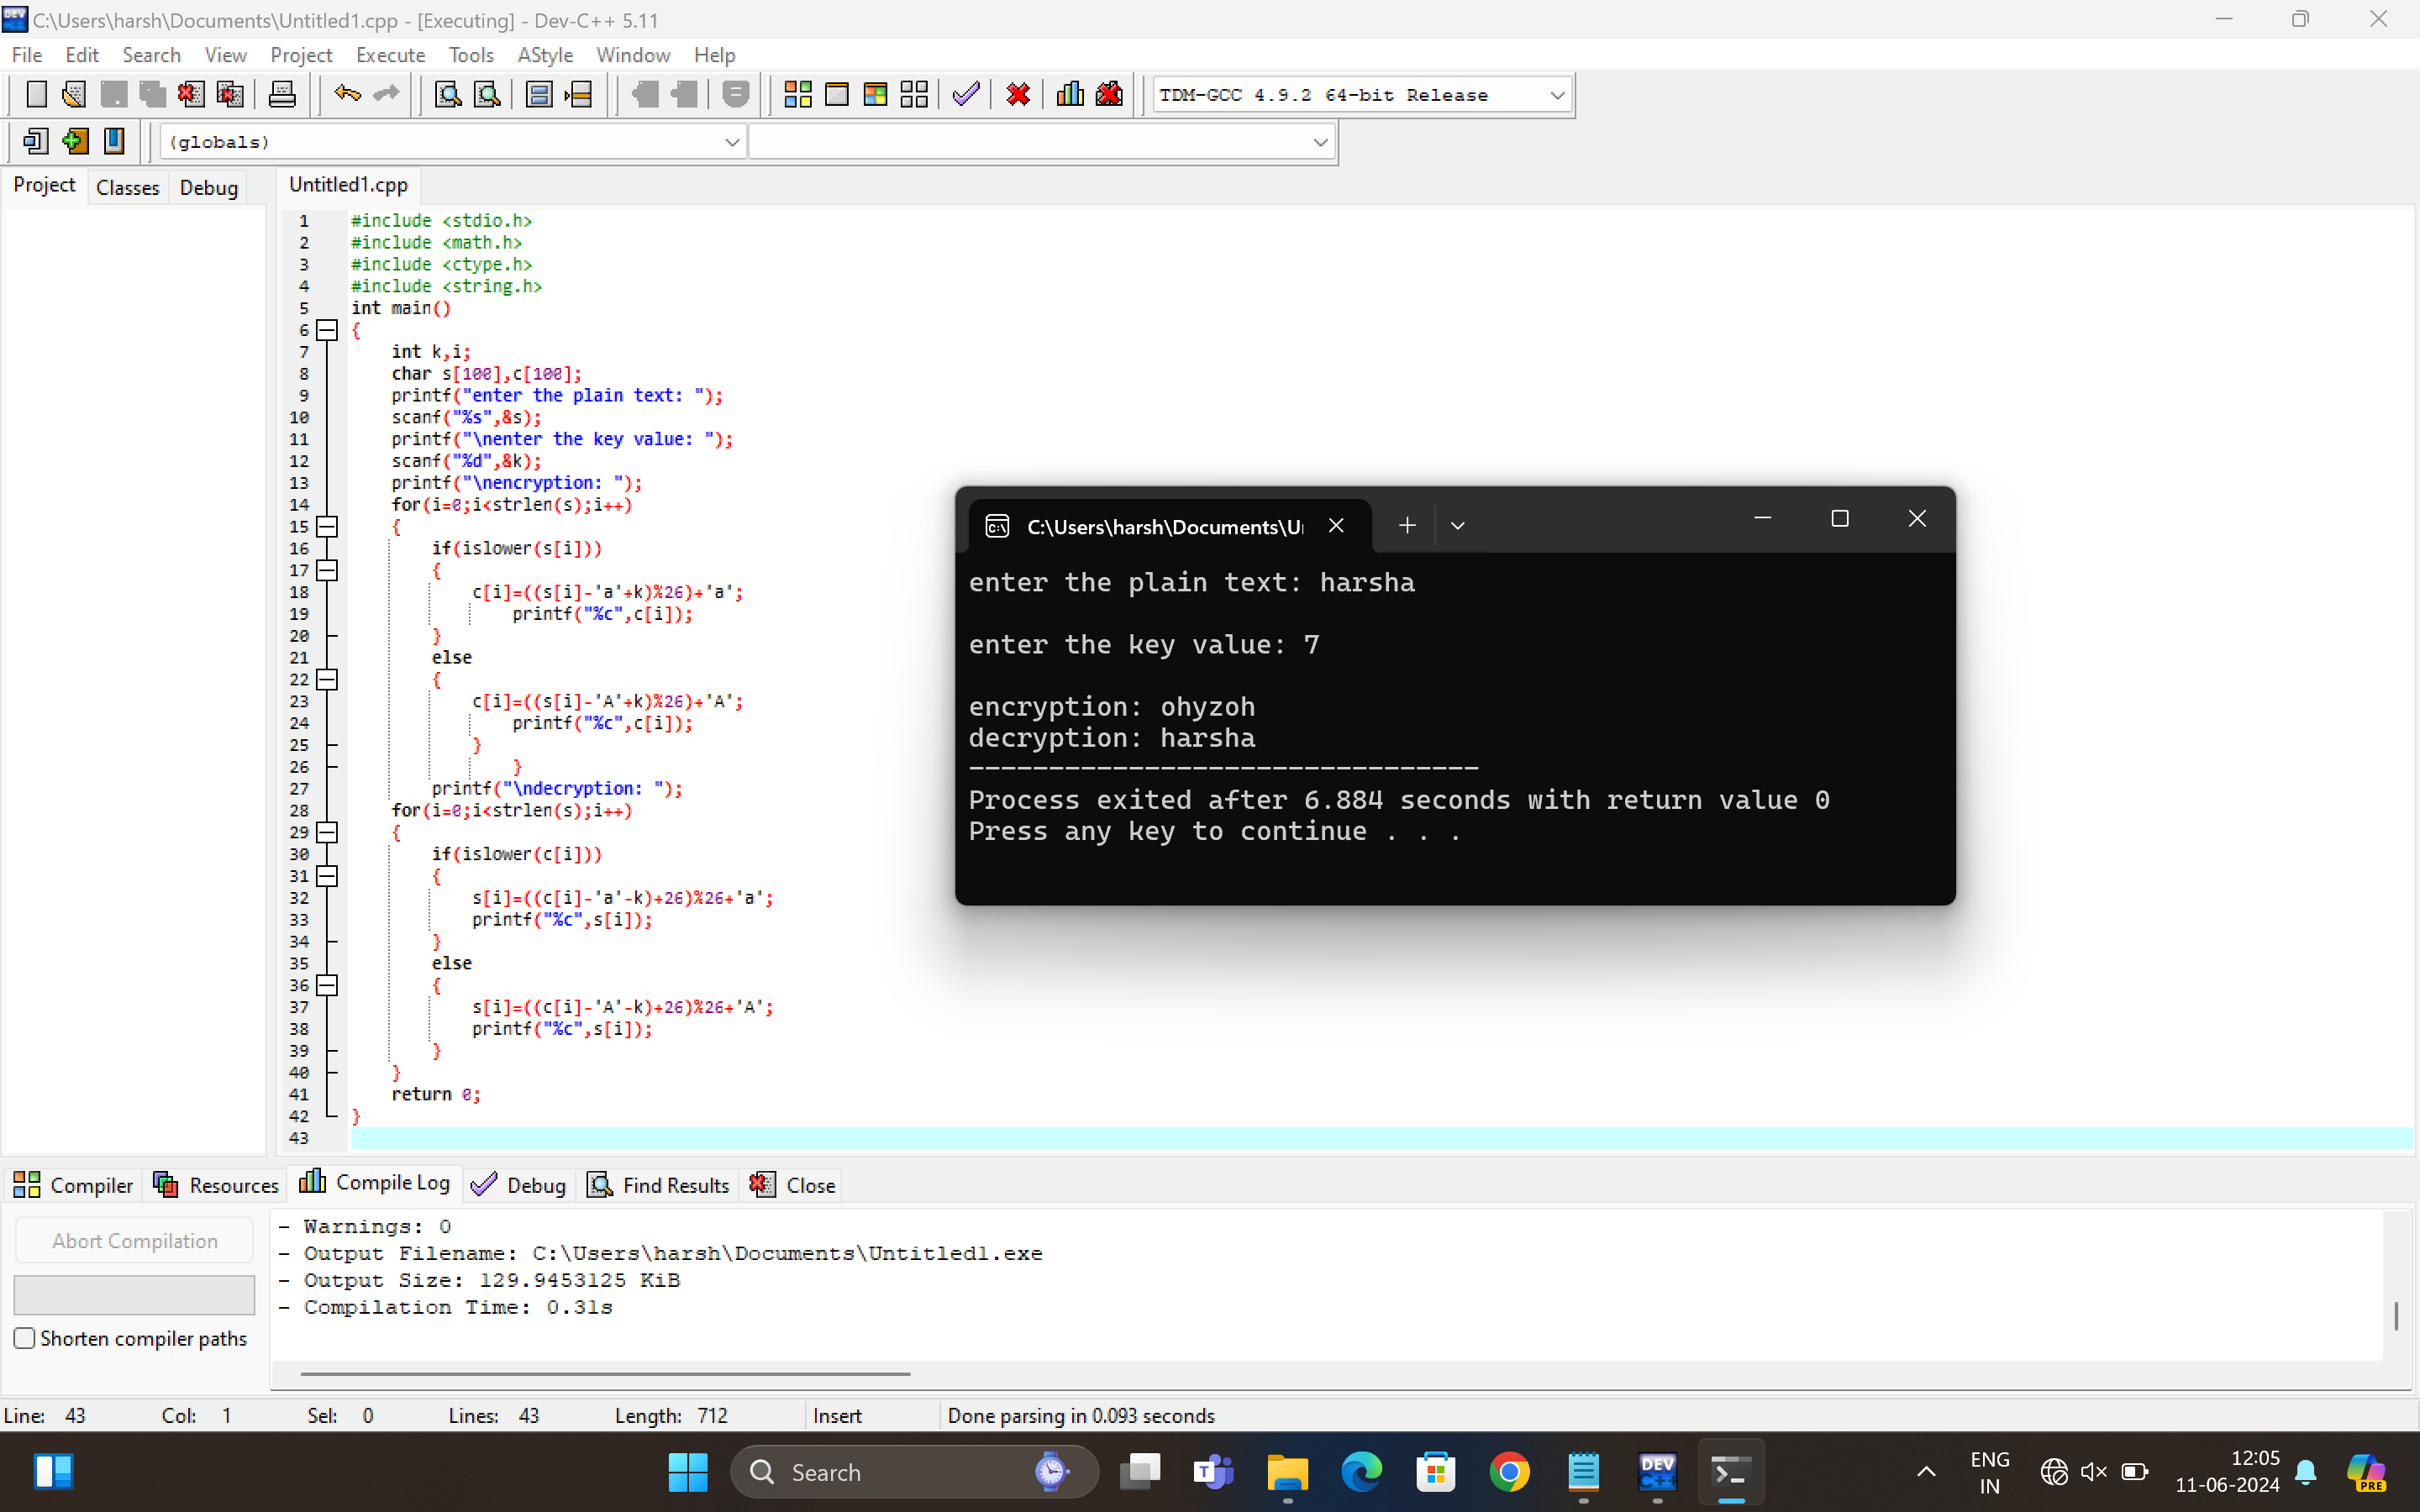 C:\Users\harsh\Documents\Untitled1.cpp - [Executing] - Dev-C++ 5.11
File Edit Search View Project Execute Tools AStyle Window Help
TDM-GCC 4.9.2 64-bit Release
(globals)
Project Classes Debug Untitled1.cpp
1 #include <stdio.h>
2 #include <math.h>
3 #include <ctype.h>
4 #include <string.h>
5 int main()
6 {
7 int k,i;
8 char s[100],c[100];
9 printf("enter the plain text: ");
10 scanf("%s",&s);
11 printf("\nenter the key value: ");
12 scanf("%d",&k);
13 printf("\nencryption: ");
14 for(i=0;i<strlen(s);i++)
15 {
16 if(islower(s[i]))
17 {
18 c[i]=((s[i]-'a'+k)%26)+'a';
19 printf("%c",c[i]);
20 }
21 else
22 {
23 c[i]=((s[i]-'A'+k)%26)+'A';
24 printf("%c",c[i]);
25 }
26 }
27 printf("\ndecryption: ");
28 for(i=0;i<strlen(s);i++)
29 {
30 if(islower(c[i]))
31 {
32 s[i]=((c[i]-'a'-k)+26)%26+'a';
33 printf("%c",s[i]);
34 }
35 else
36 {
37 s[i]=((c[i]-'A'-k)+26)%26+'A';
38 printf("%c",s[i]);
39 }
40 }
41 return 0;
42 }
43
C:\Users\harsh\Documents\U
enter the plain text: harsha
enter the key value: 7
encryption: ohyzoh
decryption: harsha
--------------------------------
Process exited after 6.884 seconds with return value 0
Press any key to continue . . .
Compiler Resources Compile Log Debug Find Results Close
Abort Compilation
Shorten compiler paths
- Warnings: 0
- Output Filename: C:\Users\harsh\Documents\Untitled1.exe
- Output Size: 129.9453125 KiB
- Compilation Time: 0.31s
Line: 43 Col: 1 Sel: 0 Lines: 43 Length: 712 Insert Done parsing in 0.093 seconds
Search
DEV C++
ENG
IN
12:05
11-06-2024
PRE